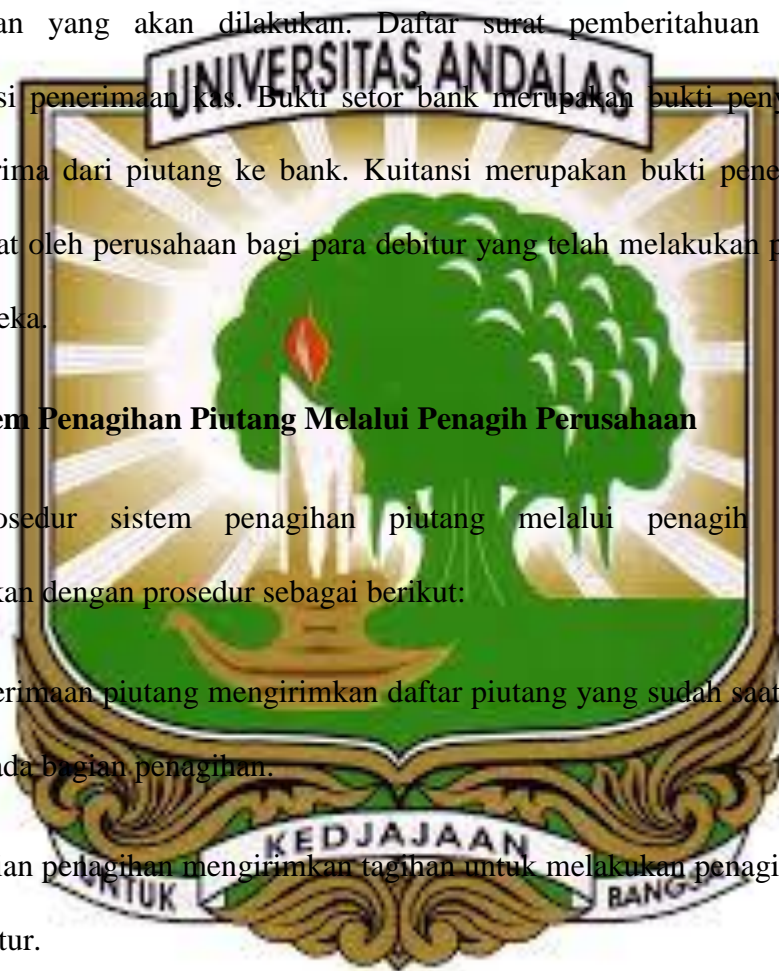 an yang akan dilakukan. Daftar surat pemberitahuan
UNIVERSITAS ANDALAS
si penerimaan kas. Bukti setor bank merupakan bukti peny
rima dari piutang ke bank. Kuitansi merupakan bukti pene
at oleh perusahaan bagi para debitur yang telah melakukan p
eka.
em Penagihan Piutang Melalui Penagih Perusahaan
osedur sistem penagihan piutang melalui penagih
kan dengan prosedur sebagai berikut:
erimaan piutang mengirimkan daftar piutang yang sudah saat
ada bagian penagihan.
KEDJAJAAN
an penagihan mengirimkan tagihan untuk melakukan penagi
UNTUK BANGSA
tur.